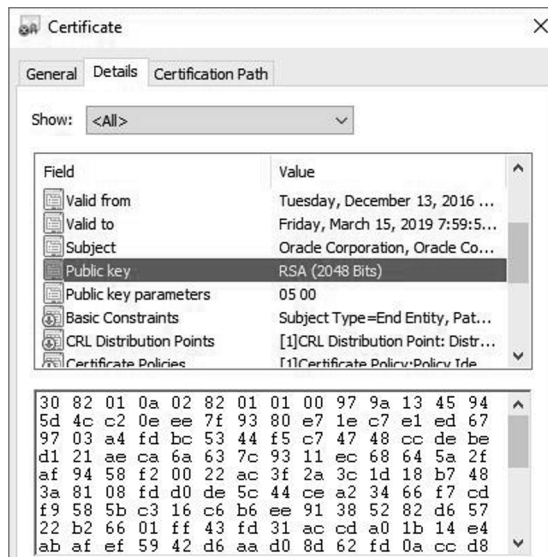 Certificate
General Details Certification Path
Show: <All>
Field Value
Valid from Tuesday, December 13, 2016 ...
Valid to Friday, March 15, 2019 7:59:5...
Subject Oracle Corporation, Oracle Co...
Public key RSA (2048 Bits)
Public key parameters 05 00
Basic Constraints Subject Type=End Entity, Pat...
CRL Distribution Points [1]CRL Distribution Point: Distr...
Certificate Policies [1]Certificate Policy:Policy Ide
30 82 01 0a 02 82 01 01 00 97 9a 13 45 94
5d 4c c2 0e ee 7f 93 80 e7 1e c7 e1 ed 67
97 03 a4 fd bc 53 44 f5 c7 47 48 cc de be
d1 21 ae ca 6a 63 7c 93 11 ec 68 64 5a 2f
af 94 58 f2 00 22 ac 3f 2a 3c 1d 18 b7 48
3a 81 08 fd d0 de 5c 44 ce a2 34 66 f7 cd
f9 58 5b c3 16 c6 b6 ee 91 38 52 82 d6 57
22 b2 66 01 ff 43 fd 31 ac cd a0 1b 14 e4
ab af ef 59 42 d6 aa d0 8d 62 fd 0a cc d8